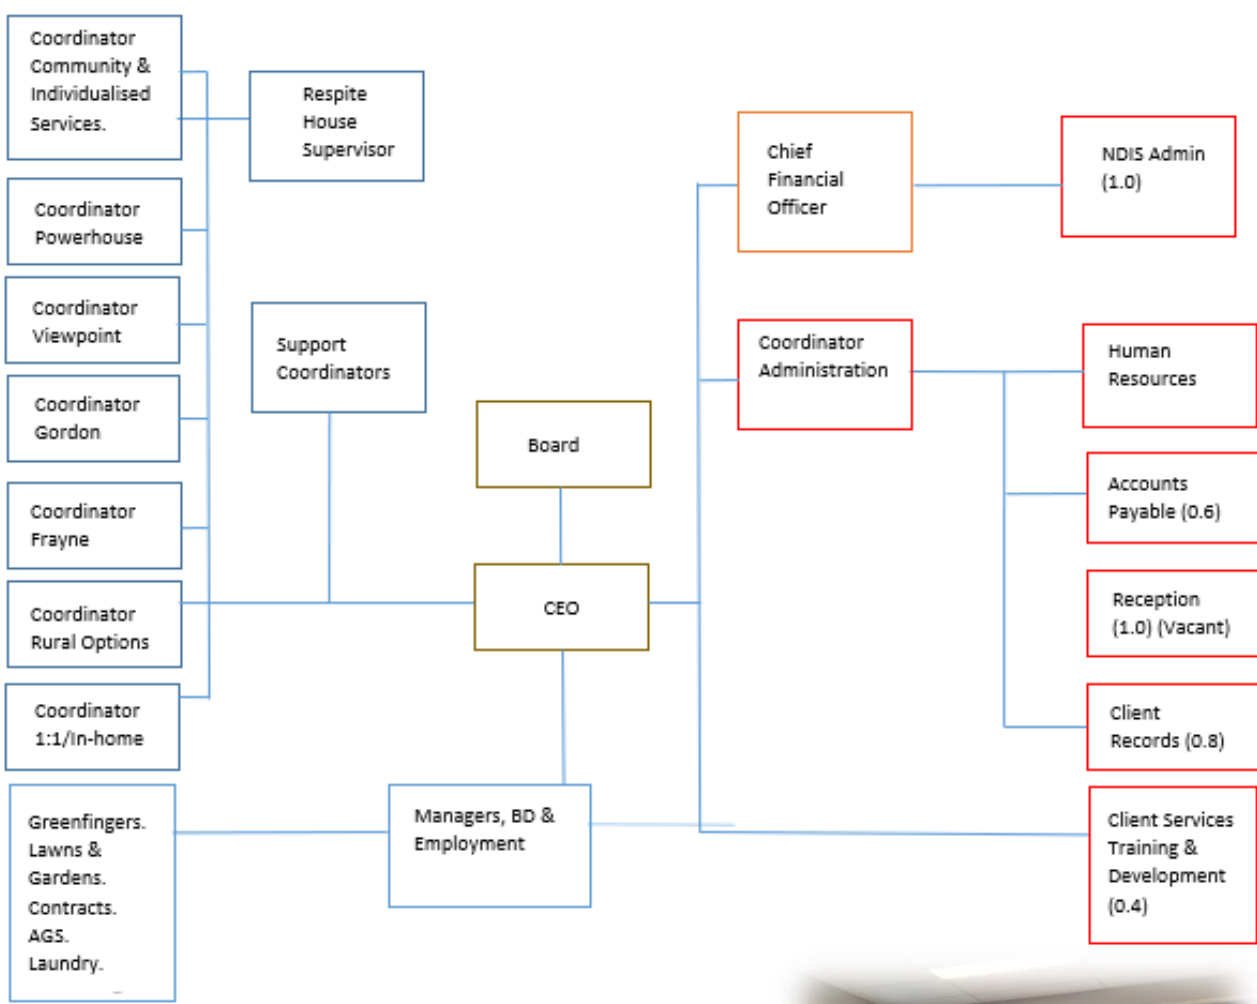 Coordinator
Community &
Individualised
Services.
Respite
House
Supervisor
Coordinator
Powerhouse
Coordinator
Viewpoint
Support
Coordinators
Coordinator
Gordon
Coordinator
Frayne
Coordinator
Rural Options
Coordinator
1:1/In-home
Greenfingers.
Lawns &
Gardens.
Contracts.
AGS.
Laundry.
Board
CEO
Managers, BD &
Employment
Chief
Financial
Officer
NDIS Admin
(1.0)
Coordinator
Administration
Human
Resources
Accounts
Payable (0.6)
Reception
(1.0) (Vacant)
Client
Records (0.8)
Client Services
Training &
Development
(0.4)